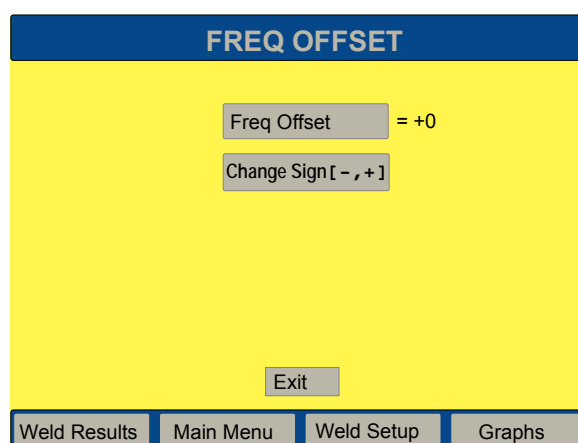 FREQ OFFSET
Freq Offset = +0
Change Sign[-,+]
Exit
Weld Results Main Menu Weld Setup Graphs